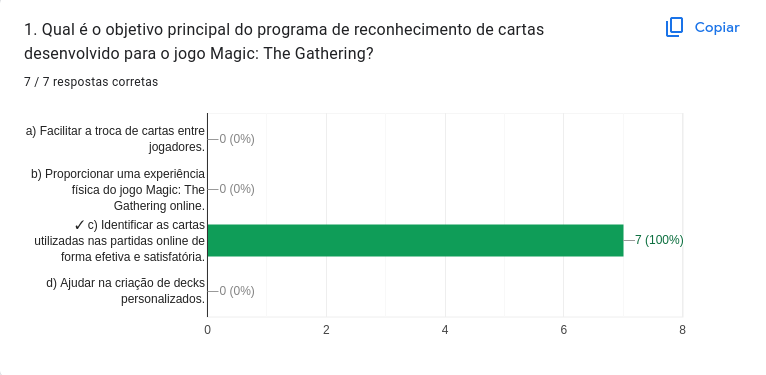 1. Qual é o objetivo principal do programa de reconhecimento de cartas
desenvolvido para o jogo Magic: The Gathering?
Copiar
7 / 7 respostas corretas
a) Facilitar a troca de cartas entre
jogadores.
0 (0%)
b) Proporcionar uma experiência
física do jogo Magic: The
Gathering online.
0 (0%)
✓ c) Identificar as cartas
utilizadas nas partidas online de
forma efetiva e satisfatória.
7 (100%)
d) Ajudar na criação de decks
personalizados.
0 (0%)
0 2 4 6 8